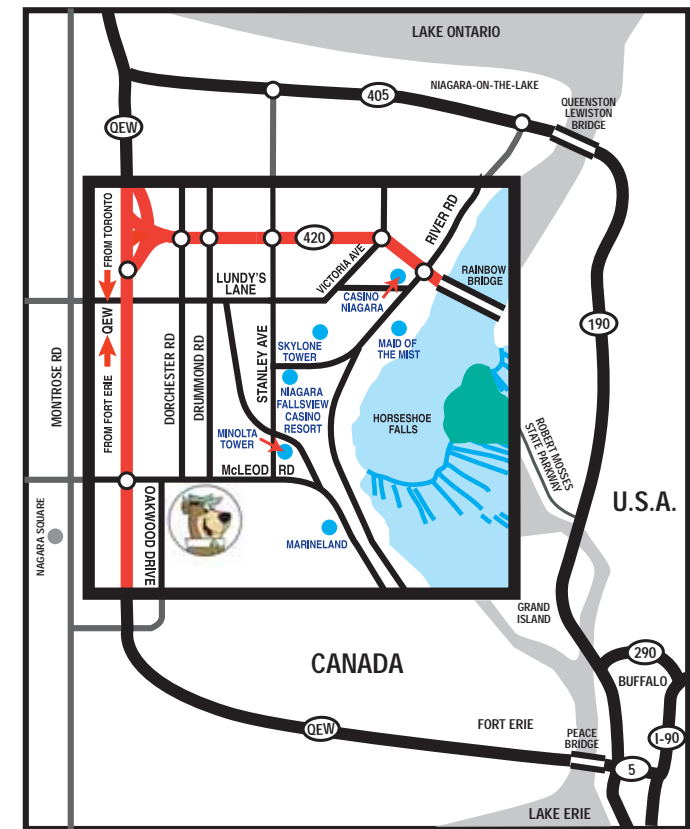 LAKE ONTARIO
NIAGARA-ON-THE-LAKE
405
QUEENSTON
LEWISTON
BRIDGE
QEW
FROM TORONTO
420
RIVER RD
VICTORIA AVE
RAINBOW
BRIDGE
LUNDY'S
LANE
CASINO
NIAGARA
QEW
190
MONTROSE RD
FROM FORT ERIE
DORCHESTER RD
DRUMMOND RD
STANLEY AVE
SKYLONE
TOWER
MAID OF
THE MIST
NIAGARA
FALLSVIEW
CASINO
RESORT
HORSESHOE
FALLS
MINOLTA
TOWER
McLEOD RD
ROBERT MOSSES
STATE PARKWAY
U.S.A.
NAGARA SQUARE
OAKWOOD DRIVE
MARINELAND
GRAND
ISLAND
CANADA
290
BUFFALO
QEW
FORT ERIE
PEACE
BRIDGE
I-90
5
LAKE ERIE